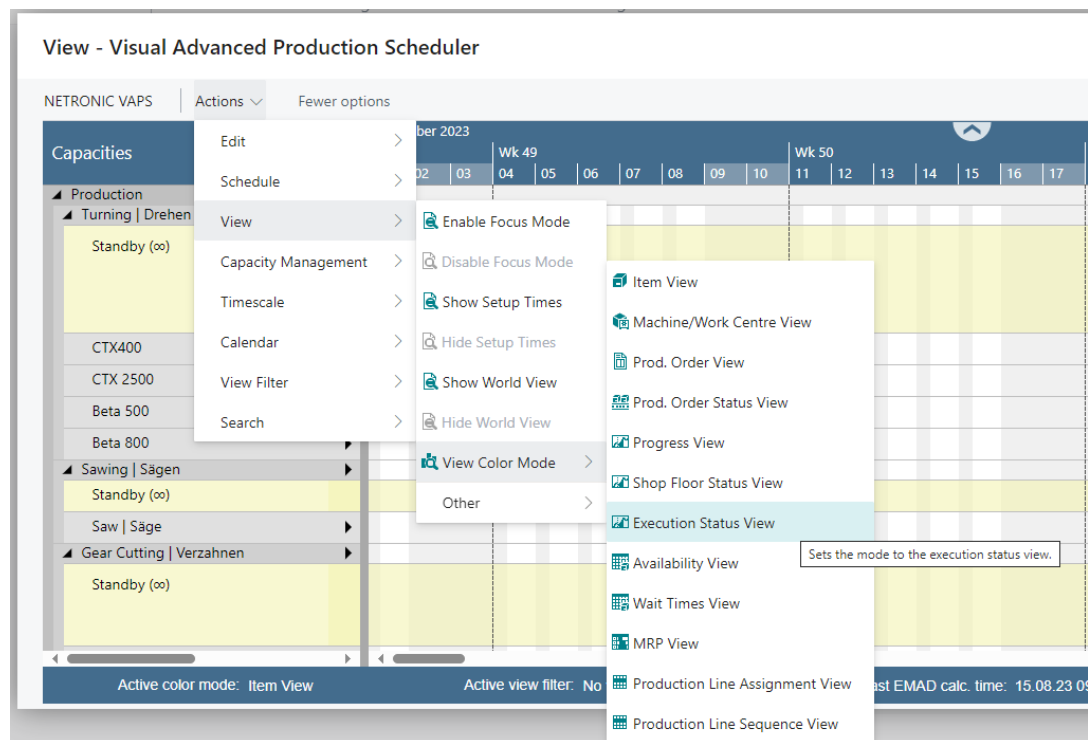 View - Visual Advanced Production Scheduler
NETRONIC VAPS
Actions
Fewer options
Capacities
ber 2023
Wk 49
Wk 50
02 03 04 05 06 07 08 09 10 11 12 13 14 15 16 17
Production
Turning | Drehen
Standby (∞)
CTX400
CTX 2500
Beta 500
Beta 800
Sawing | Sägen
Standby (∞)
Saw | Säge
Gear Cutting | Verzahnen
Standby (∞)
Edit
Schedule
View
Capacity Management
Timescale
Calendar
View Filter
Search
Enable Focus Mode
Disable Focus Mode
Show Setup Times
Hide Setup Times
Show World View
Hide World View
View Color Mode
Other
Item View
Machine/Work Centre View
Prod. Order View
Prod. Order Status View
Progress View
Shop Floor Status View
Execution Status View
Sets the mode to the execution status view.
Availability View
Wait Times View
MRP View
Production Line Assignment View
Production Line Sequence View
Active color mode: Item View
Active view filter: No
ast EMAD calc. time: 15.08.23 09